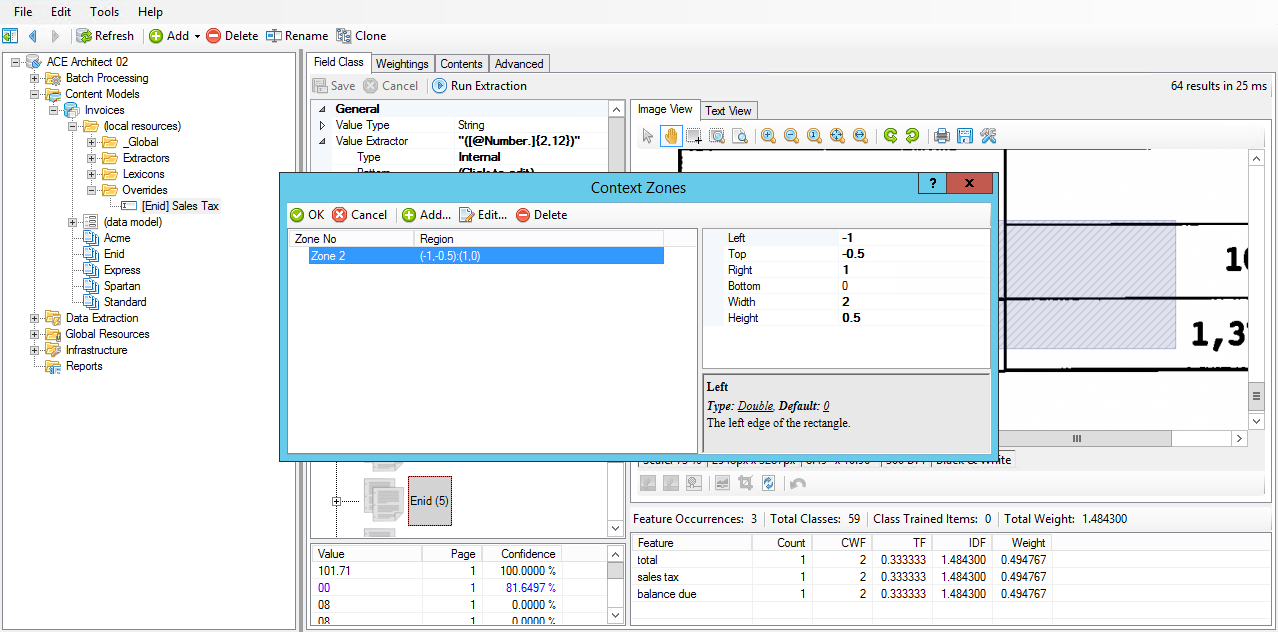 File Edit Tools Help
Refresh Add Delete Rename Clone
ACE Architect 02
Batch Processing
Content Models
Invoices
(local resources)
_Global
Extractors
Lexicons
Overrides
[Enid] Sales Tax
(data model)
Acme
Enid
Express
Spartan
Standard
Data Extraction
Global Resources
Infrastructure
Reports
Field Class Weightings Contents Advanced
Save Cancel Run Extraction 64 results in 25 ms
General
Value Type String
Value Extractor "([@Number.]{2,12})"
Type Internal
Image View Text View
Context Zones ? x
OK Cancel Add... Edit... Delete
Zone No Region
Zone 2 (-1,-0.5):(1,0)
Left -1
Top -0.5
Right 1
Bottom 0
Width 2
Height 0.5
Left
Type: Double, Default: 0
The left edge of the rectangle.
1,3
Enid (5)
Value Page Confidence
101.71 1 100.0000 %
00 1 81.6497 %
08 1 0.0000 %
08 1 0.0000 %
Feature Occurrences: 3 Total Classes: 59 Class Trained Items: 0 Total Weight: 1.484300
Feature Count CWF TF IDF Weight
total 1 2 0.333333 1.484300 0.494767
sales tax 1 2 0.333333 1.484300 0.494767
balance due 1 2 0.333333 1.484300 0.494767